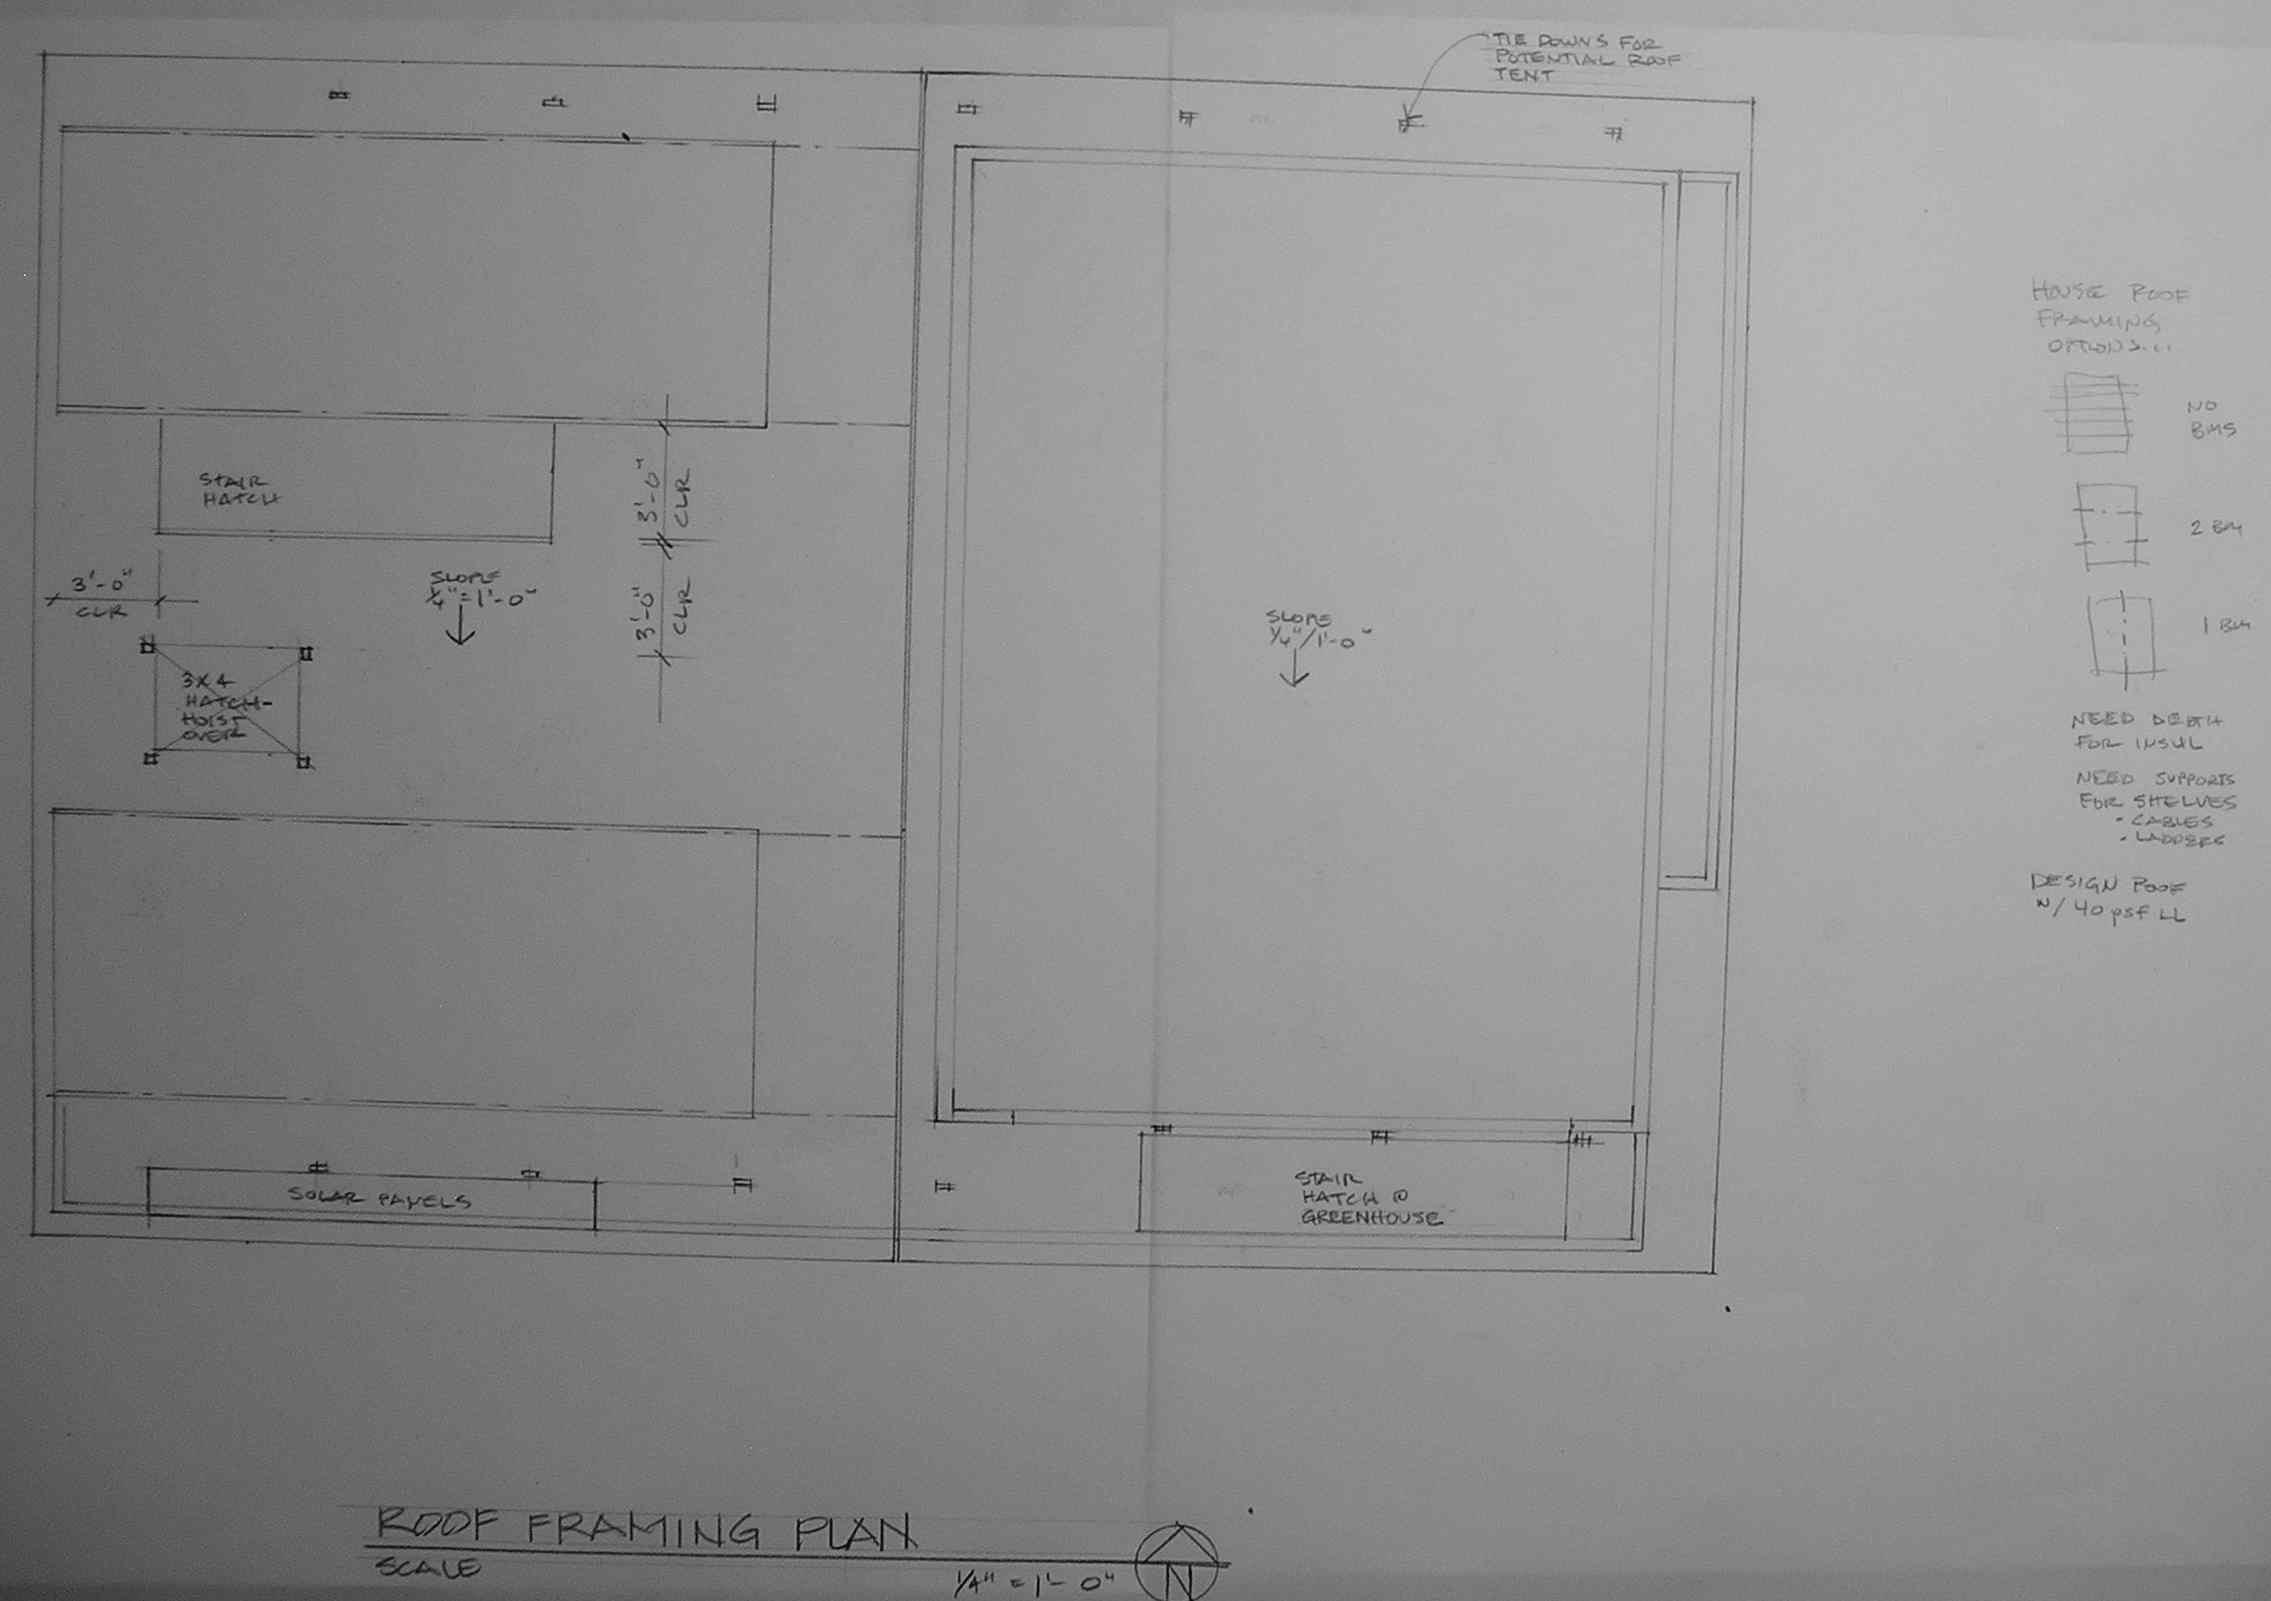 TIE DOWNS FOR
POTENTIAL ROOF
TENT
HOUSE ROOF
FRAMING
OPTIONS...
NO
BMS
2 BM
1 BM
NEED DEPTH
FOR INSUL
NEED SUPPORTS
FOR SHELVES
• CABLES
• LADDERS
DESIGN ROOF
W/ 40 psf LL
STAIR
HATCH
3'-0"
CLR
3'-0"
CLR
3'-0"
CLR
SLOPE
1/4" = 1'-0"
SLOPE
1/4"/1'-0"
3X4
HATCH-
HOIST
OVER
SOLAR PANELS
STAIR
HATCH @
GREENHOUSE
ROOF FRAMING PLAN
SCALE
1/4" = 1'-0"
N